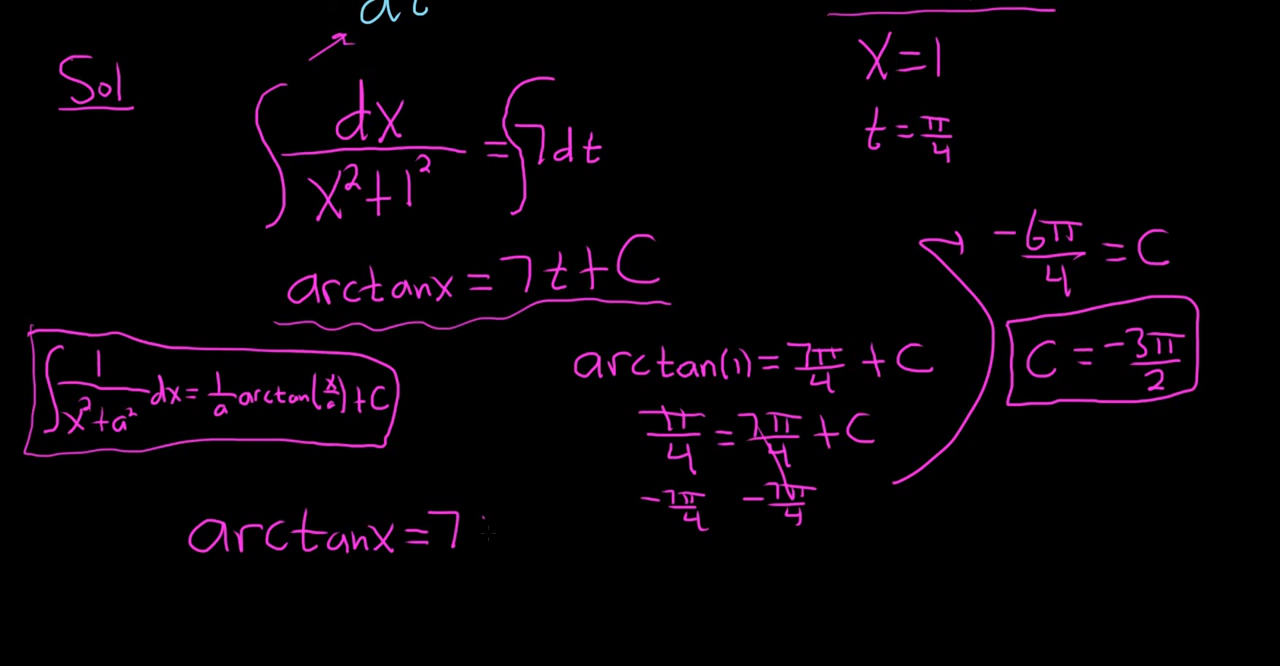 dt
Sol
∫ dx/(x²+1²) = ∫ 7dt
arctanx = 7t + C
∫ 1/(x²+a²) dx = 1/a arctan(x/a) + C
arctanx = 7
x = 1
t = π/4
arctan(1) = 7π/4 + C
π/4 = 7π/4 + C
-7π/4 -7π/4
-6π/4 = C
C = -3π/2